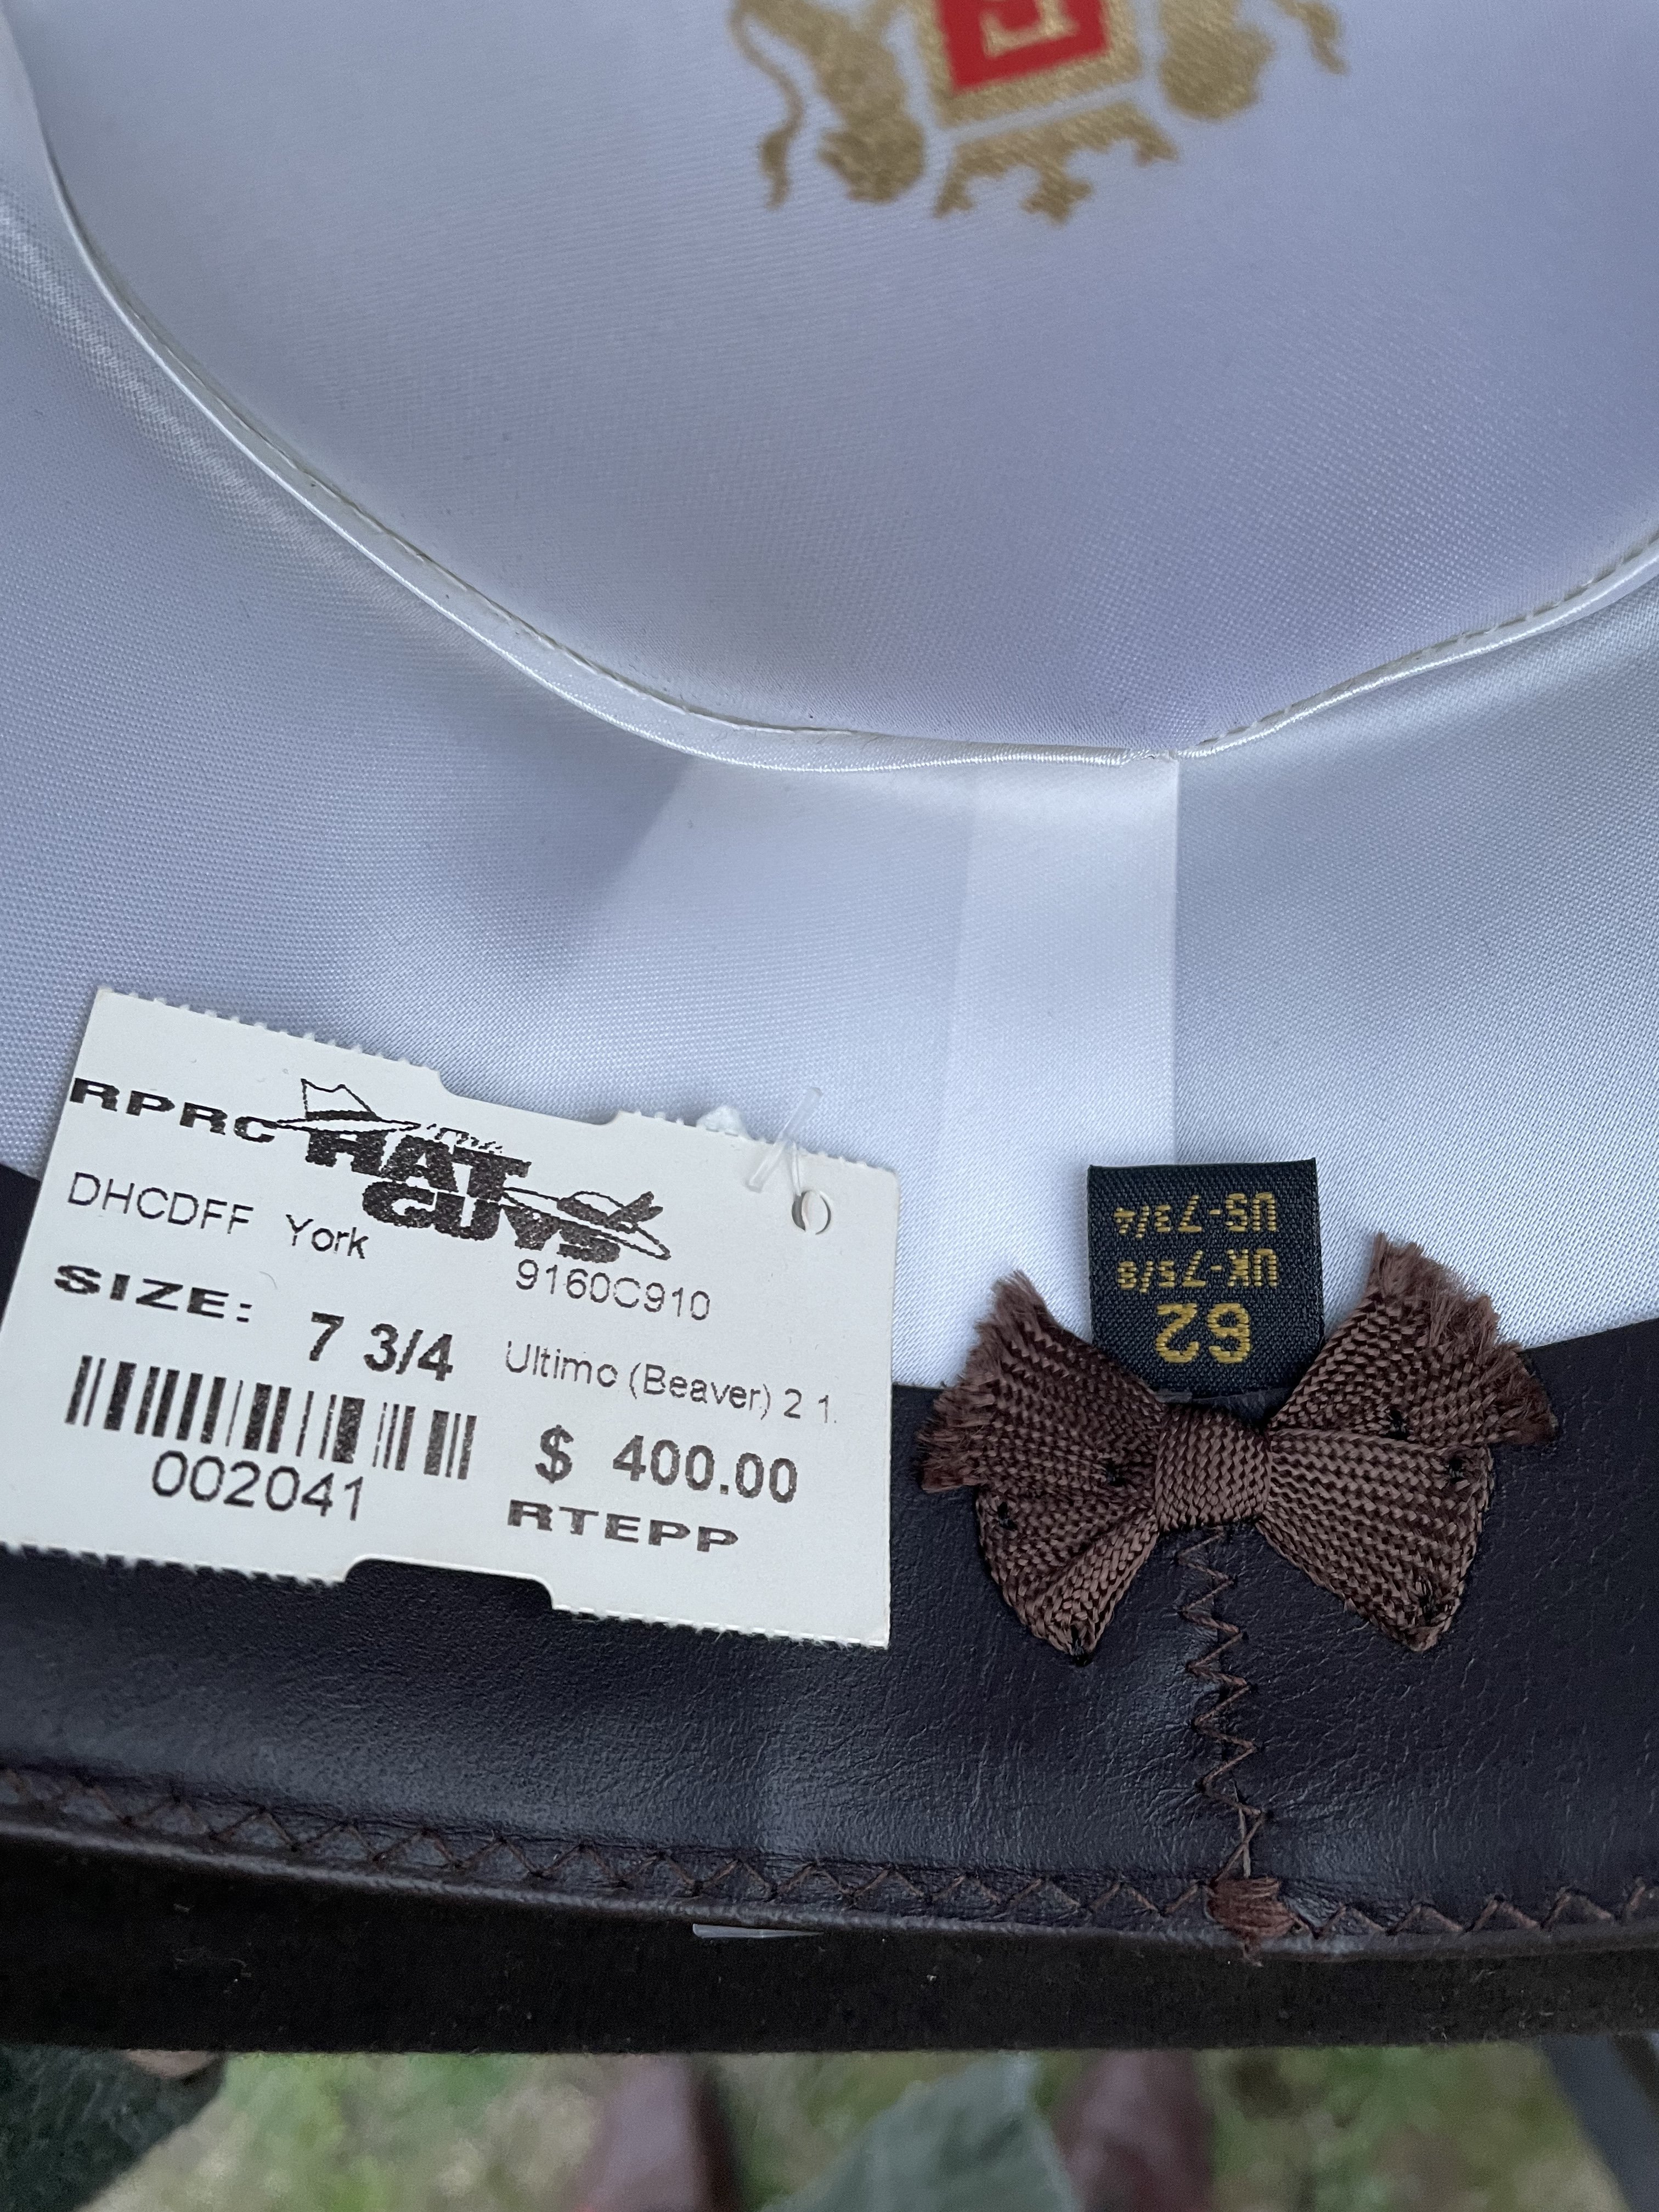 RPRC
The
HAT
GUYS
DHCDFF York
9160C910
SIZE: 7 3/4
Ultimo (Beaver) 2 1.
002041
$ 400.00
RTEPP
62
UK-7 5/8
US-7 3/4